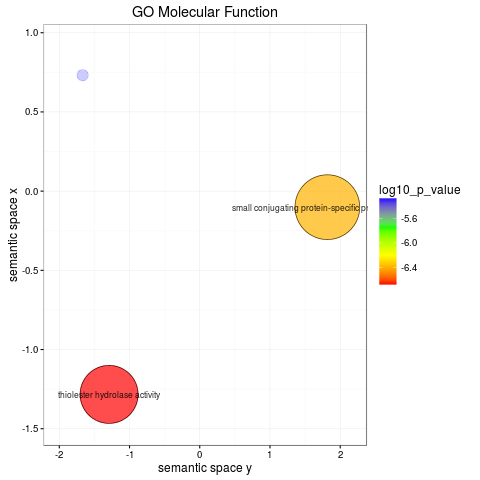 GO Molecular Function
1.0
0.5
0.0
-0.5
-1.0
-1.5
semantic space x
small conjugating protein-specific pr
thiolester hydrolase activity
-2
-1
0
1
2
semantic space y
log10_p_value
-5.6
-6.0
-6.4